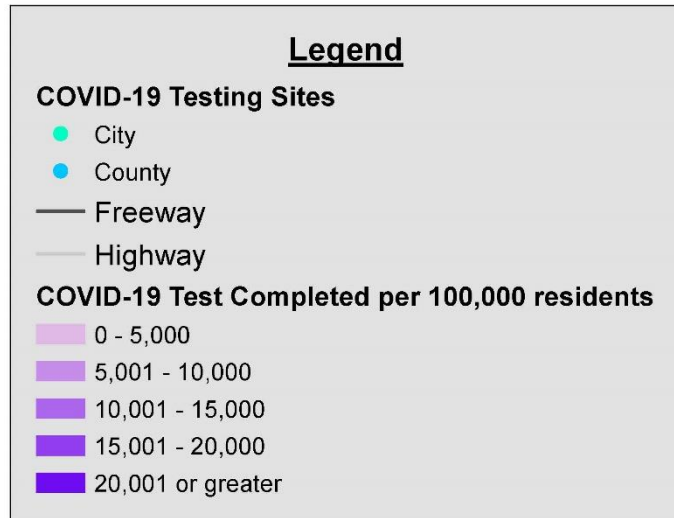 Legend
COVID-19 Testing Sites
City
County
Freeway
Highway
COVID-19 Test Completed per 100,000 residents
0 - 5,000
5,001 - 10,000
10,001 - 15,000
15,001 - 20,000
20,001 or greater